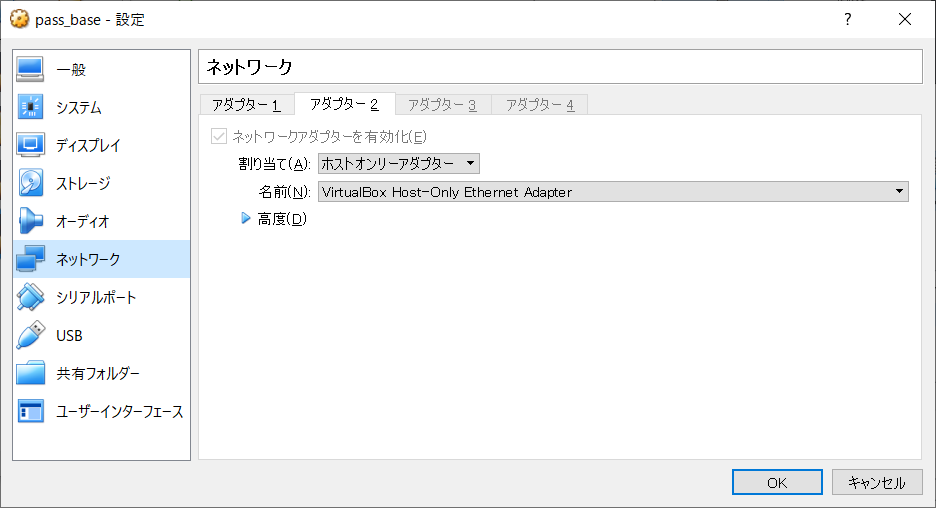 pass_base - 設定
一般
システム
ディスプレイ
ストレージ
オーディオ
ネットワーク
シリアルポート
USB
共有フォルダー
ユーザーインターフェース
ネットワーク
アダプター 1 アダプター 2 アダプター 3 アダプター 4
ネットワークアダプターを有効化(E)
割り当て(A): ホストオンリーアダプター
名前(N): VirtualBox Host-Only Ethernet Adapter
高度(D)
OK キャンセル